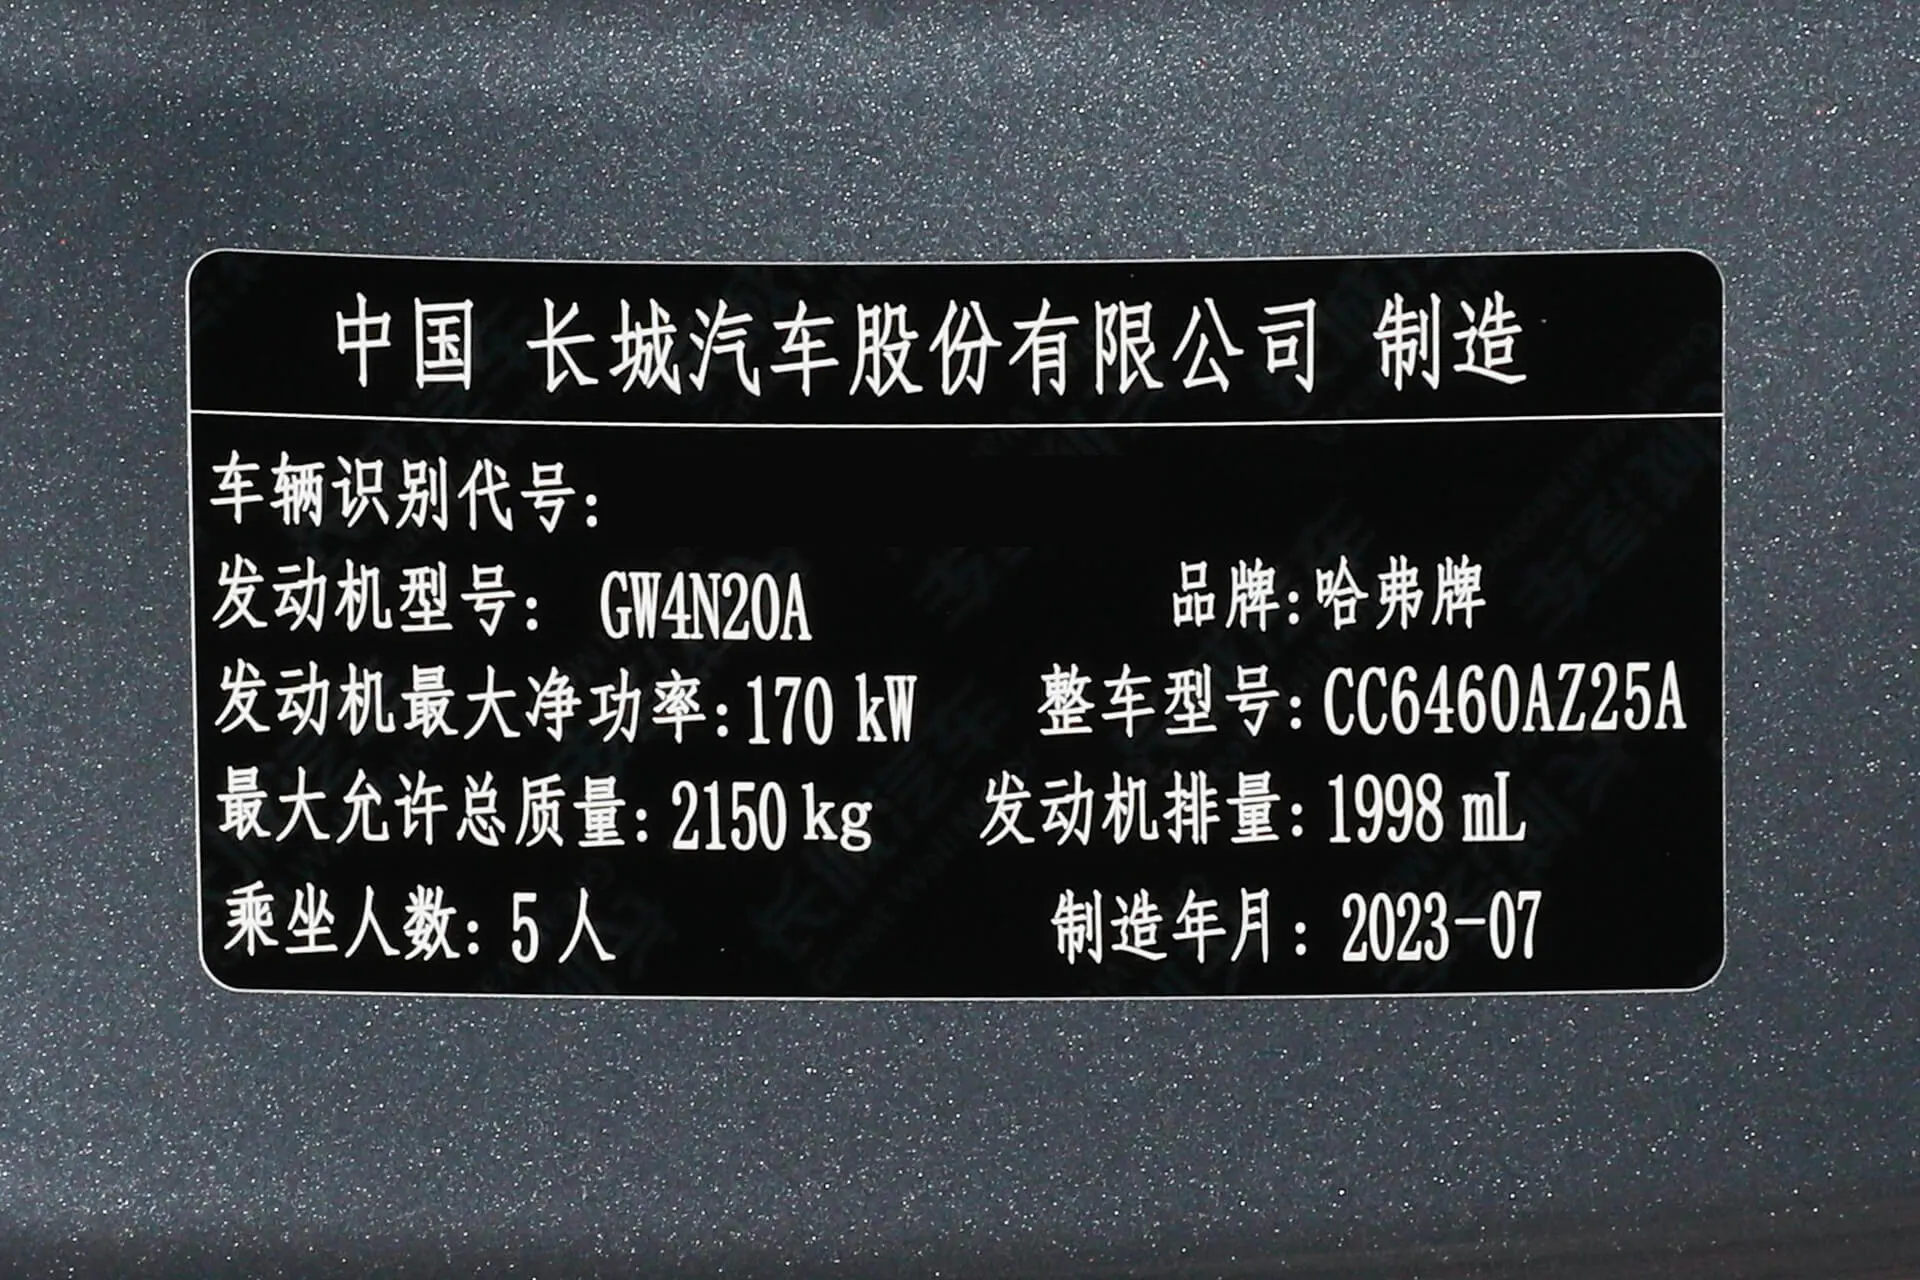 中国 长城汽车股份有限公司 制造
车辆识别代号:
发动机型号: GW4N20A 品牌:哈弗牌
发动机最大净功率:170 kW 整车型号:CC6460AZ25A
最大允许总质量:2150kg 发动机排量:1998 mL
乘坐人数:5人 制造年月:2023-07